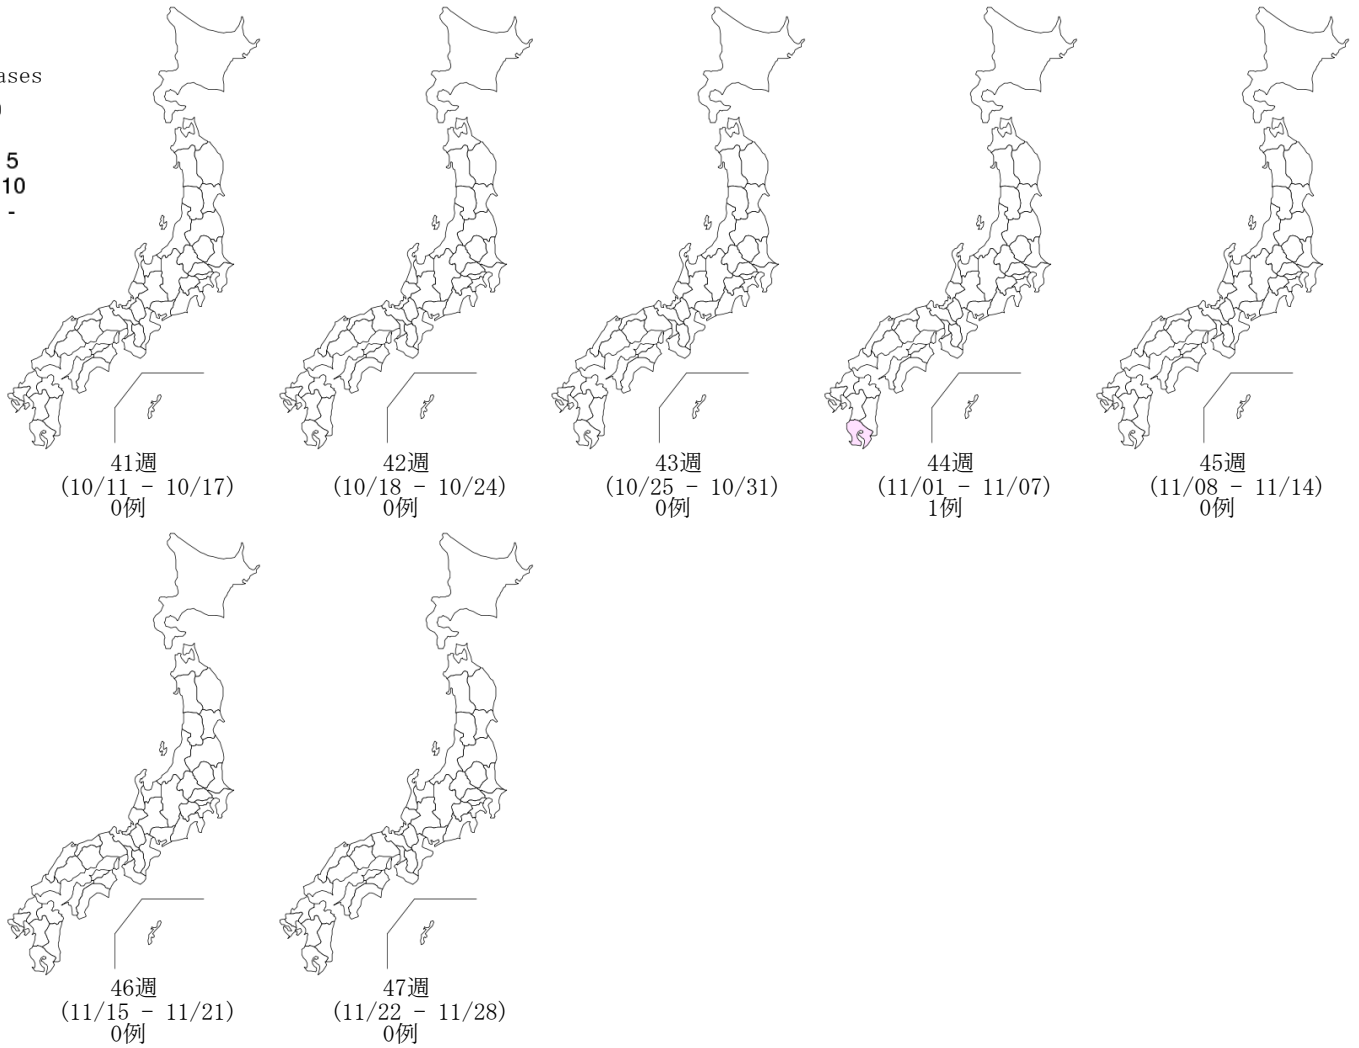 ases
5
10
-
41週
(10/11 - 10/17)
0例
42週
(10/18 - 10/24)
0例
43週
(10/25 - 10/31)
0例
44週
(11/01 - 11/07)
1例
45週
(11/08 - 11/14)
0例
46週
(11/15 - 11/21)
0例
47週
(11/22 - 11/28)
0例